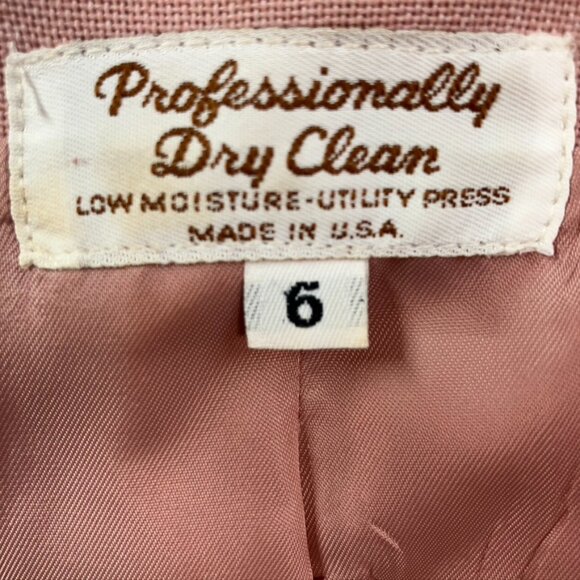 Professionally
Dry Clean
LOW MOISTURE-UTILITY PRESS
MADE IN U.S.A.
6